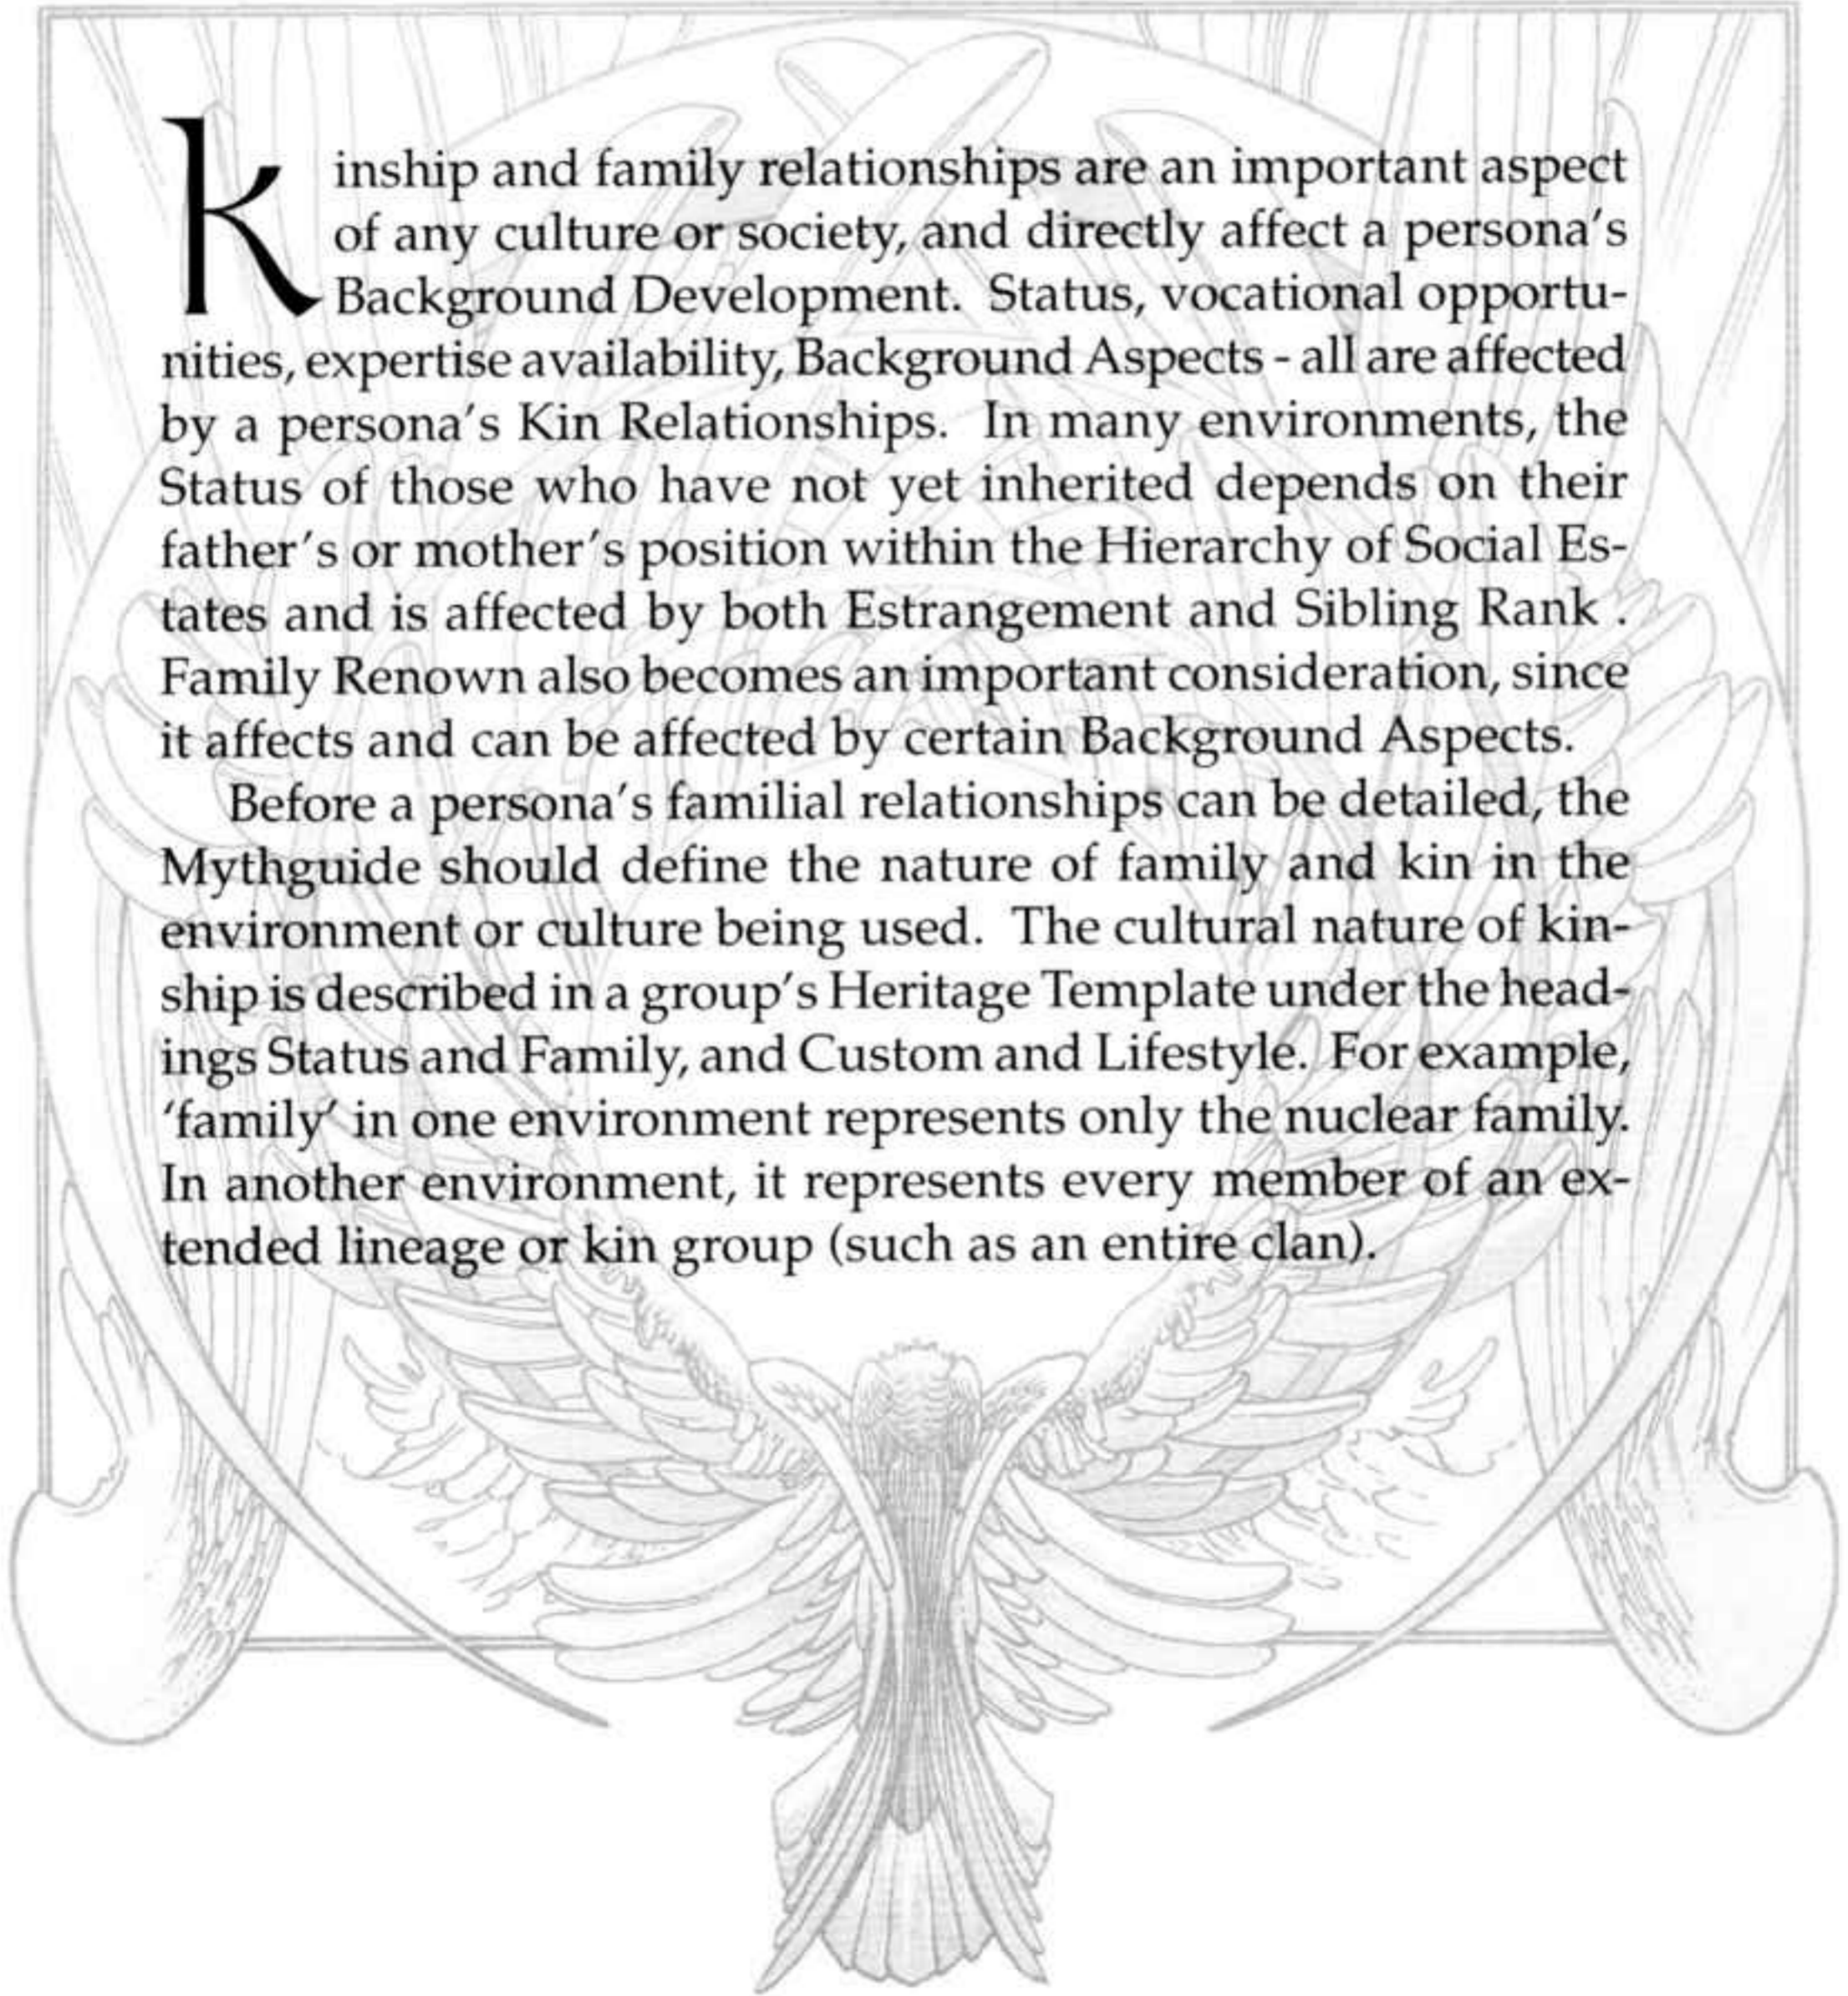 Kinship and family relationships are an important aspect
of any culture or society, and directly affect a persona's
Background Development. Status, vocational opportu-
nities, expertise availability, Background Aspects - all are affected
by a persona's Kin Relationships. In many environments, the
Status of those who have not yet inherited depends on their
father's or mother's position within the Hierarchy of Social Es-
tates and is affected by both Estrangement and Sibling Rank .
Family Renown also becomes an important consideration, since
it affects and can be affected by certain Background Aspects.
Before a persona's familial relationships can be detailed, the
Mythguide should define the nature of family and kin in the
environment or culture being used. The cultural nature of kin-
ship is described in a group's Heritage Template under the head-
ings Status and Family, and Custom and Lifestyle. For example,
'family' in one environment represents only the nuclear family.
In another environment, it represents every member of an ex-
tended lineage or kin group (such as an entire clan).